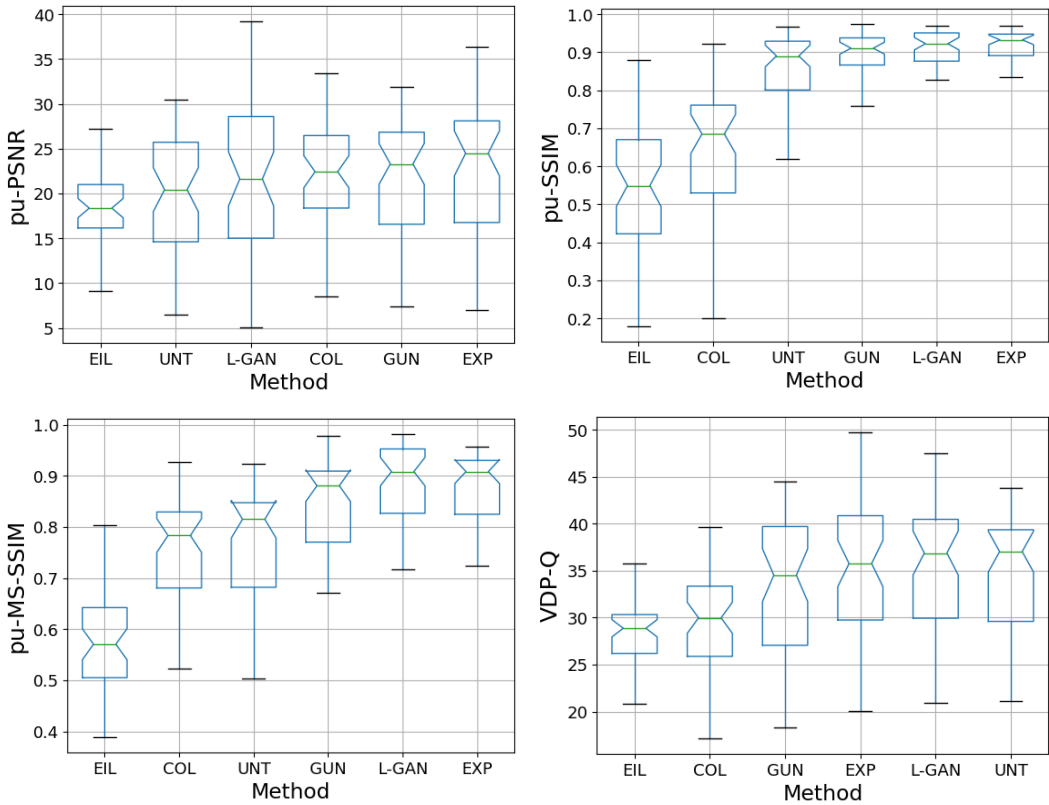 pu-PSNR
40
35
30
25
20
15
10
5
EIL UNT L-GAN COL GUN EXP
Method
pu-SSIM
1.0
0.9
0.8
0.7
0.6
0.5
0.4
0.3
0.2
EIL COL UNT GUN L-GAN EXP
Method
pu-MS-SSIM
1.0
0.9
0.8
0.7
0.6
0.5
0.4
EIL COL UNT GUN L-GAN EXP
Method
VDP-Q
50
45
40
35
30
25
20
EIL COL GUN EXP L-GAN UNT
Method